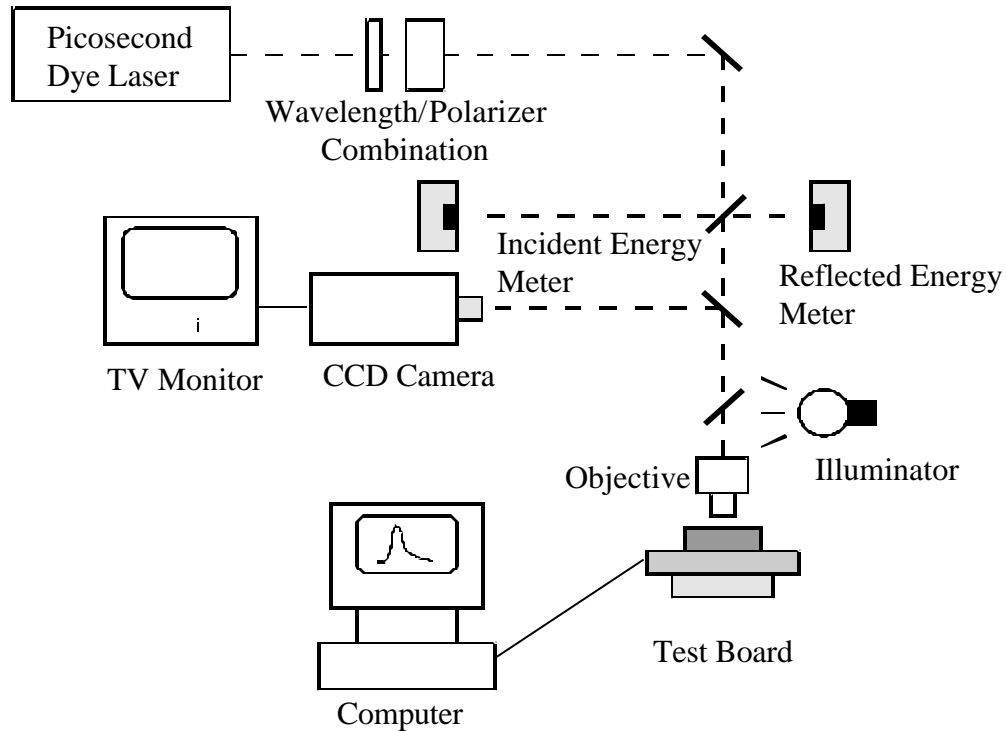 Picosecond
Dye Laser
Wavelength/Polarizer
Combination
Incident Energy
Meter
Reflected Energy
Meter
i
TV Monitor
CCD Camera
Objective
Illuminator
Test Board
Computer